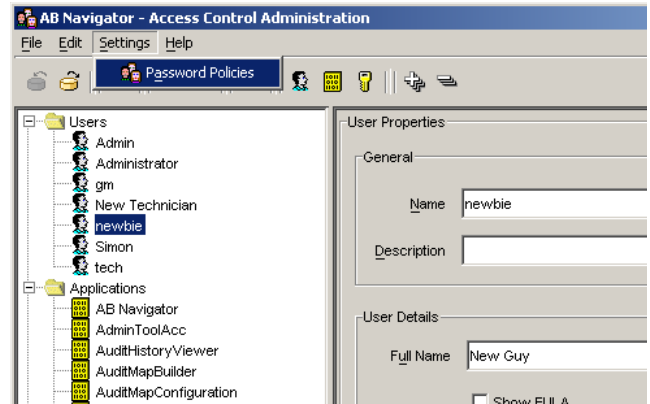 AB Navigator - Access Control Administration
File Edit Settings Help
Password Policies
Users
Admin
Administrator
gm
New Technician
newbie
Simon
tech
Applications
AB Navigator
AdminToolAcc
AuditHistoryViewer
AuditMapBuilder
AuditMapConfiguration
User Properties
General
Name newbie
Description
User Details
Full Name New Guy
Show EULA